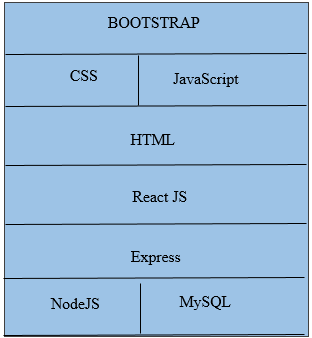 BOOTSTRAP
CSS JavaScript
HTML
React JS
Express
NodeJS MySQL